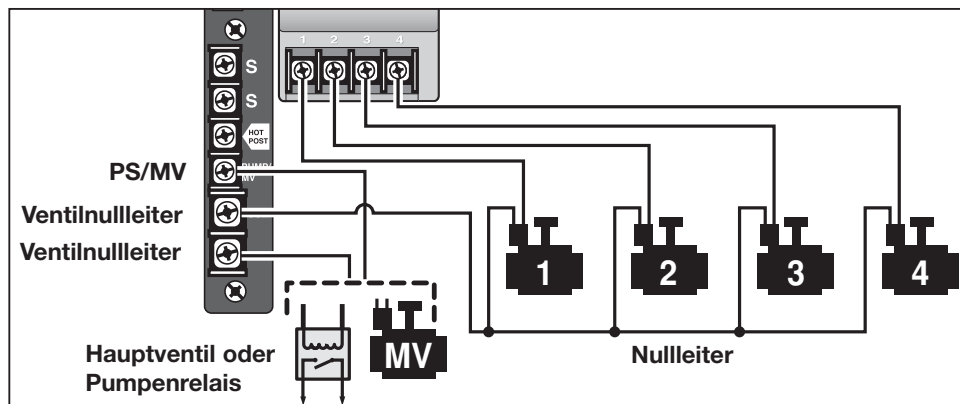 1 2 3 4
S
S
HOT
POST
PS/MV
PUMP/
MV
Ventilnullleiter
Ventilnullleiter
1 2 3 4
MV
Hauptventil oder
Pumpenrelais
Nullleiter